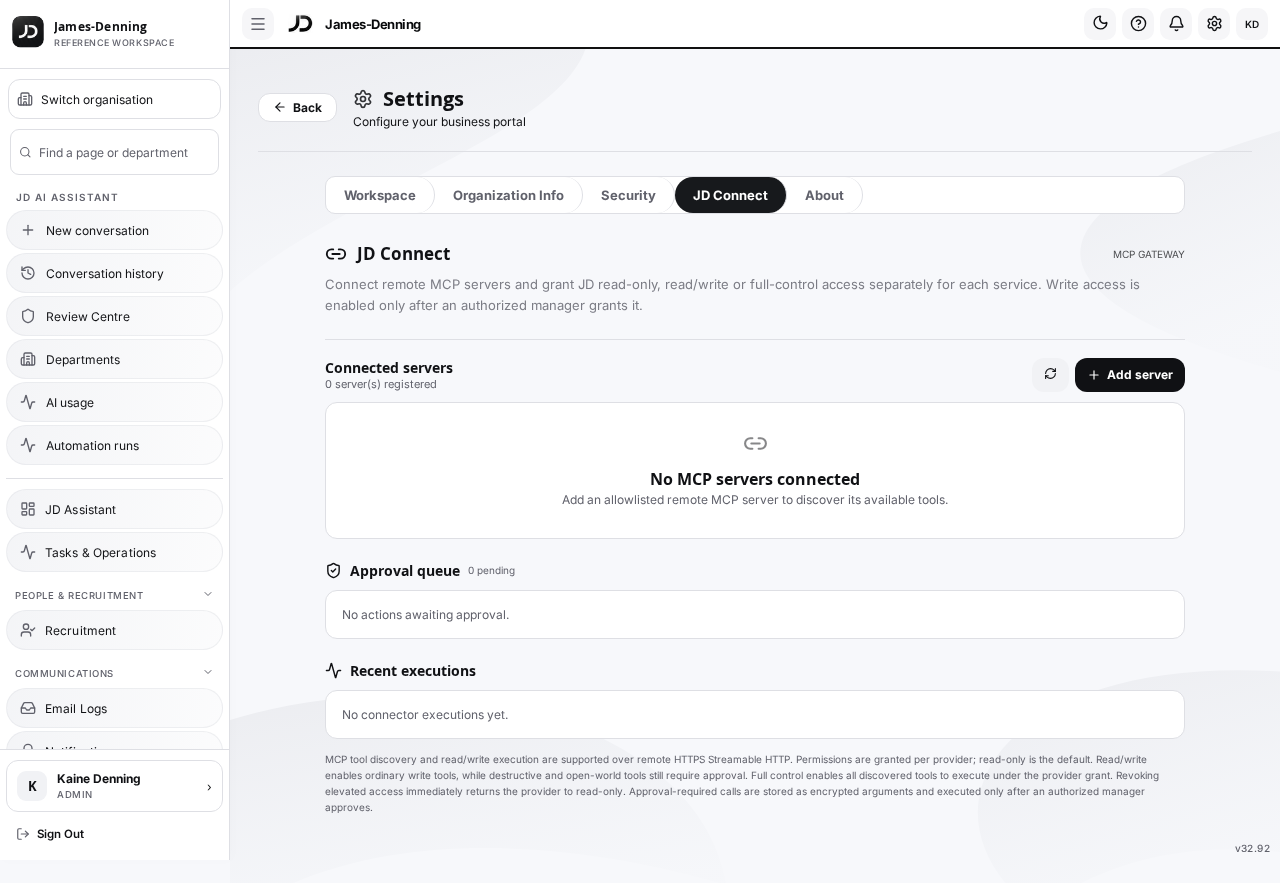 James-Denning
REFERENCE WORKSPACE
Switch organisation
Find a page or department
JD AI ASSISTANT
New conversation
Conversation history
Review Centre
Departments
AI usage
Automation runs
JD Assistant
Tasks & Operations
PEOPLE & RECRUITMENT
Recruitment
COMMUNICATIONS
Email Logs
K
Kaine Denning
ADMIN
Sign Out
JD James-Denning
KD
Back
Settings
Configure your business portal
Workspace Organization Info Security JD Connect About
JD Connect
MCP GATEWAY
Connect remote MCP servers and grant JD read-only, read/write or full-control access separately for each service. Write access is
enabled only after an authorized manager grants it.
Connected servers
0 server(s) registered
Add server
No MCP servers connected
Add an allowlisted remote MCP server to discover its available tools.
Approval queue 0 pending
No actions awaiting approval.
Recent executions
No connector executions yet.
MCP tool discovery and read/write execution are supported over remote HTTPS Streamable HTTP. Permissions are granted per provider; read-only is the default. Read/write
enables ordinary write tools, while destructive and open-world tools still require approval. Full control enables all discovered tools to execute under the provider grant. Revoking
elevated access immediately returns the provider to read-only. Approval-required calls are stored as encrypted arguments and executed only after an authorized manager
approves.
v32.92